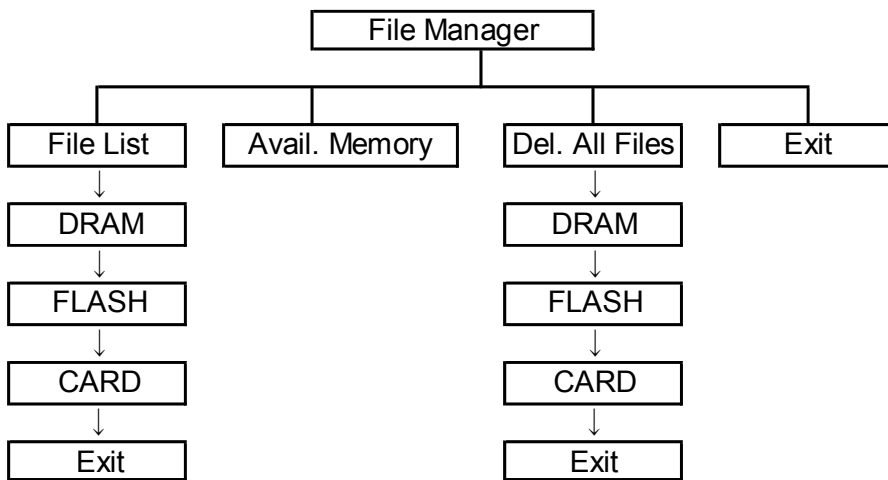 File Manager
File List
Avail. Memory
Del. All Files
Exit
DRAM
DRAM
FLASH
FLASH
CARD
CARD
Exit
Exit